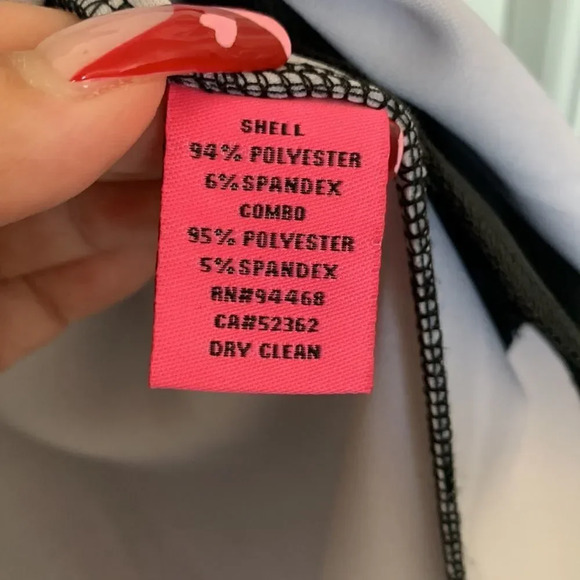 SHELL
94% POLYESTER
6% SPANDEX
COMBO
95% POLYESTER
5% SPANDEX
RN#94468
CA#52362
DRY CLEAN